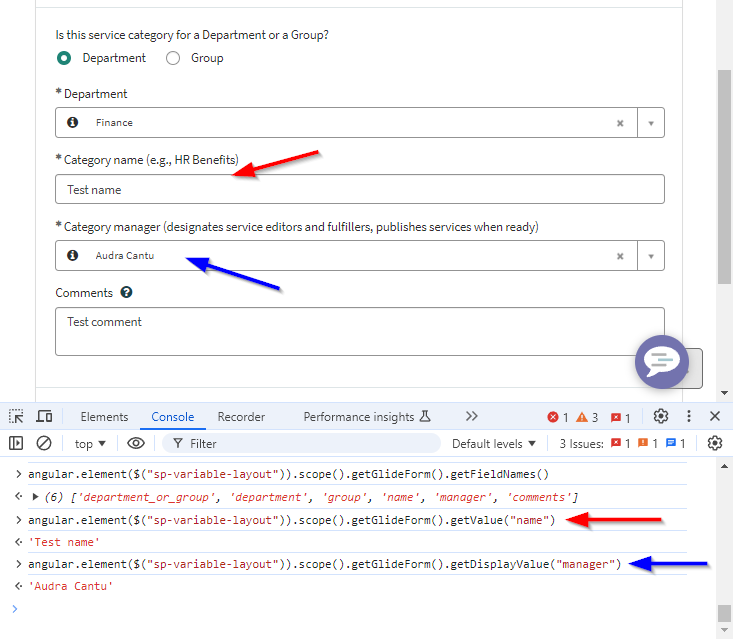 Is this service category for a Department or a Group?
Department Group
* Department
Finance
* Category name (e.g., HR Benefits)
Test name
* Category manager (designates service editors and fulfillers, publishes services when ready)
Audra Cantu
Comments
Test comment
Elements Console Recorder Performance insights 1 3 1
top Filter Default levels 3 Issues: 1 1 1
> angular.element($("sp-variable-layout")).scope().getGlideForm().getFieldNames()
(6) ['department_or_group', 'department', 'group', 'name', 'manager', 'comments']
> angular.element($("sp-variable-layout")).scope().getGlideForm().getValue("name")
'Test name'
> angular.element($("sp-variable-layout")).scope().getGlideForm().getDisplayValue("manager")
'Audra Cantu'
>